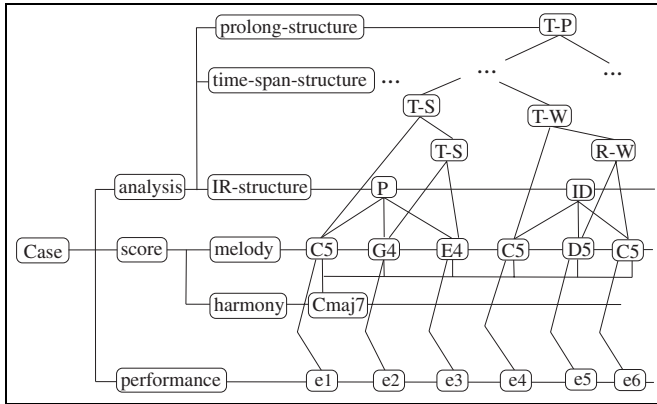 prolong-structure T-P
time-span-structure ... ... ...
T-S T-W
T-S R-W
analysis IR-structure P ID
Case score melody C5 G4 E4 C5 D5 C5
harmony Cmaj7
performance e1 e2 e3 e4 e5 e6